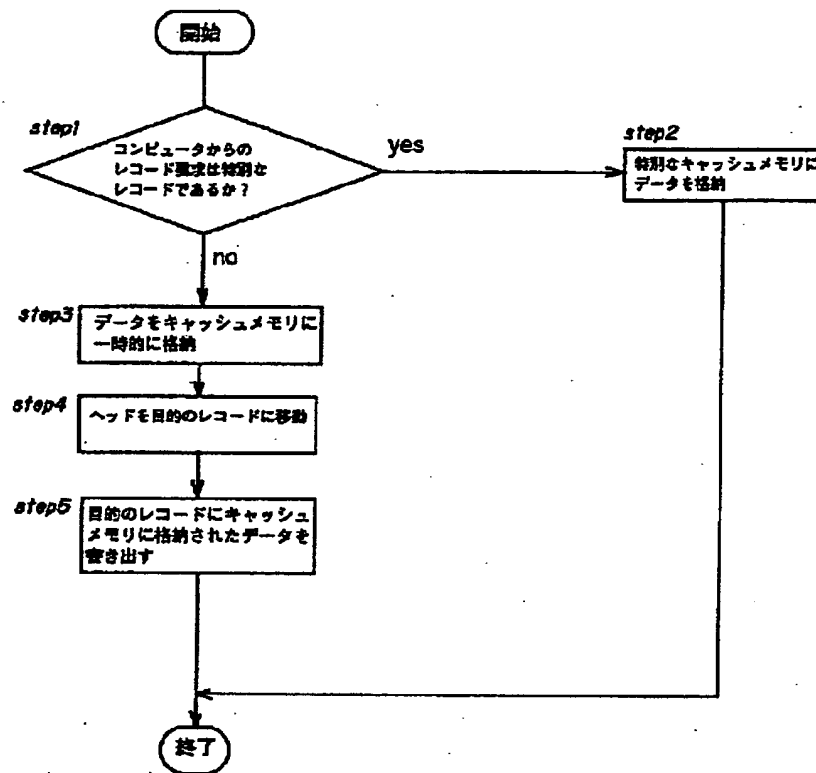 開始
step1
コンピュータからの
レコード要求は特別な
レコードであるか?
yes
step2
特別なキャッシュメモリに
データを格納
no
step3
データをキャッシュメモリに
一時的に格納
step4
ヘッドを目的のレコードに移動
step5
目的のレコードにキャッシュ
メモリに格納されたデータを
書き出す
終了